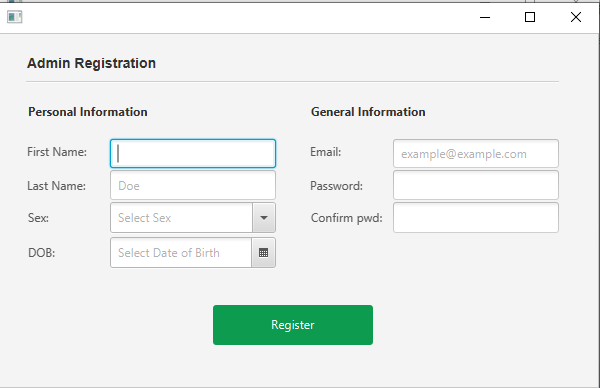 Admin Registration
Personal Information
First Name:
Last Name: Doe
Sex: Select Sex
DOB: Select Date of Birth
General Information
Email: example@example.com
Password:
Confirm pwd:
Register